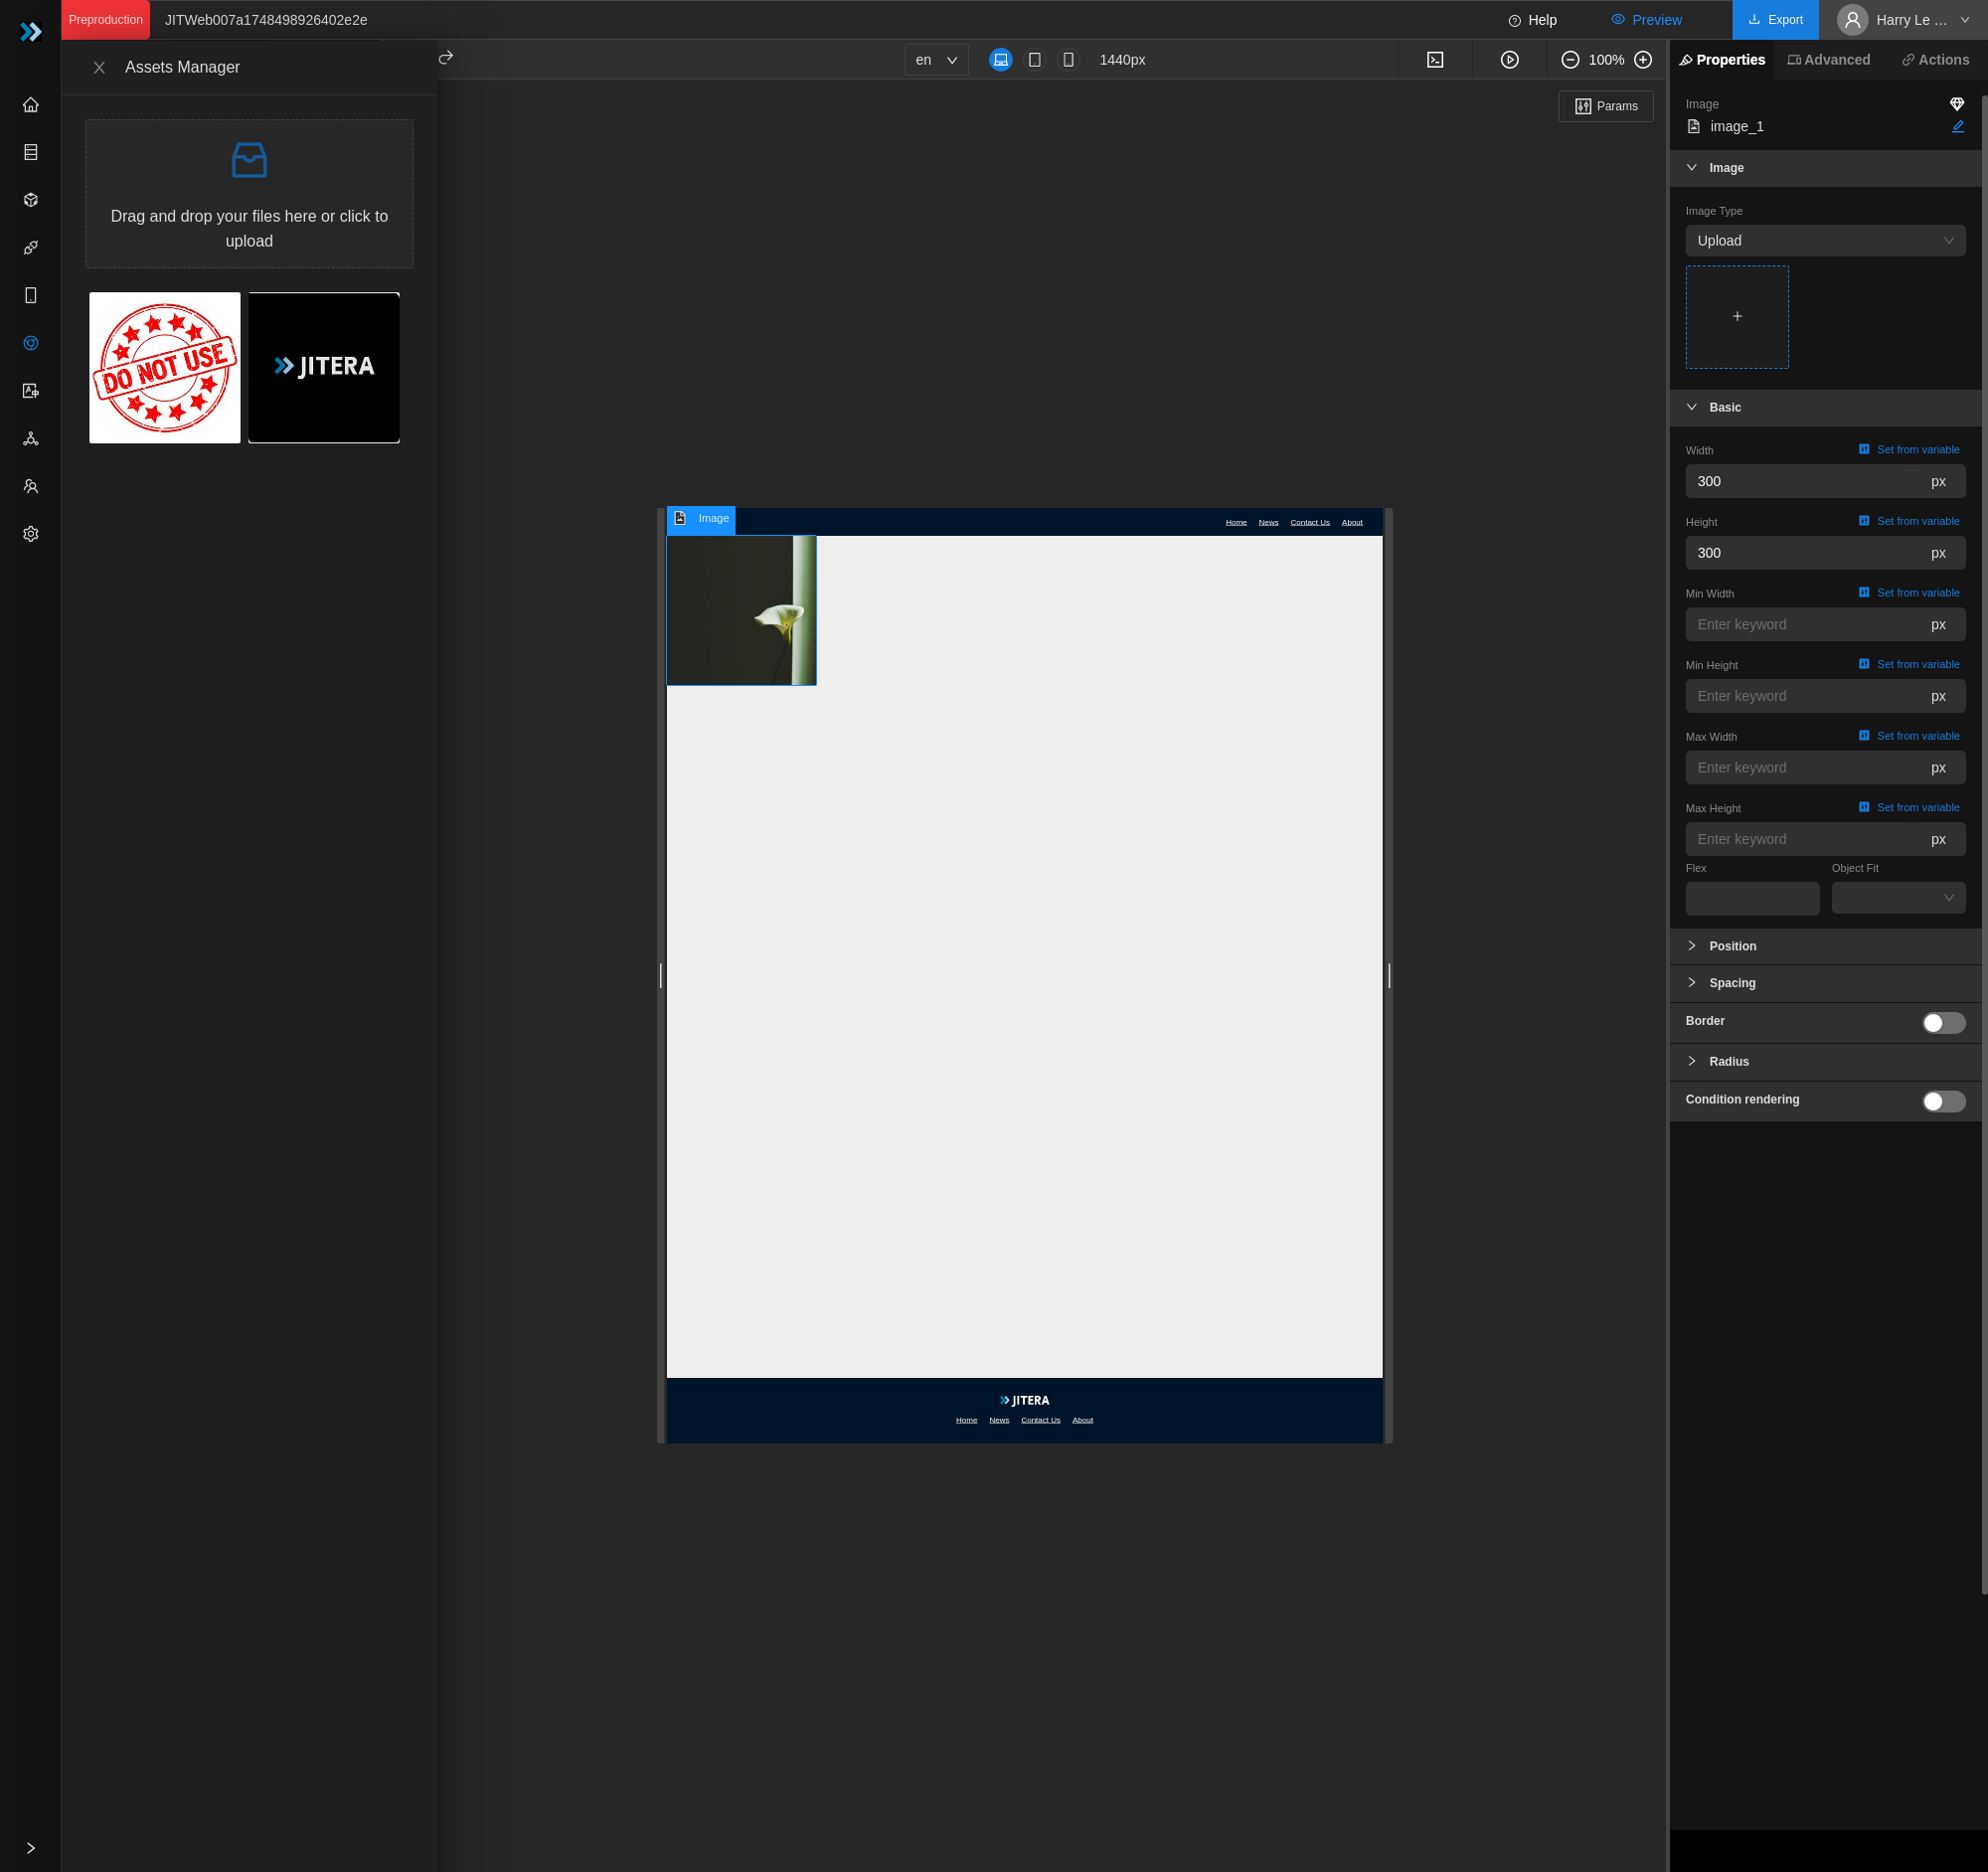 Preproduction
JITWeb007a1748498926402e2e
Help
Preview
Export
Harry Le ...
Assets Manager
en
1440px
100%
Properties
Advanced
Actions
Params
Image
image_1
Drag and drop your files here or click to
upload
DO NOT USE
JITERA
Image
Image Type
Upload
Basic
Width
Set from variable
300
px
Height
Set from variable
300
px
Min Width
Set from variable
Enter keyword
px
Min Height
Set from variable
Enter keyword
px
Max Width
Set from variable
Enter keyword
px
Max Height
Set from variable
Enter keyword
px
Flex
Object Fit
Position
Spacing
Border
Radius
Condition rendering
Image
Home
News
Contact Us
About
JITERA
Home
News
Contact Us
About